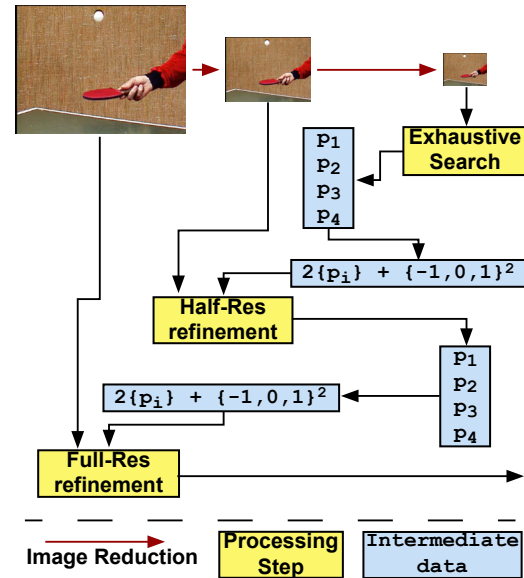 Exhaustive
Search
p1
p2
p3
p4
2{pi} + {-1,0,1}²
Half-Res
refinement
p1
p2
p3
p4
2{pi} + {-1,0,1}²
Full-Res
refinement
Image Reduction
Processing
Step
Intermediate
data